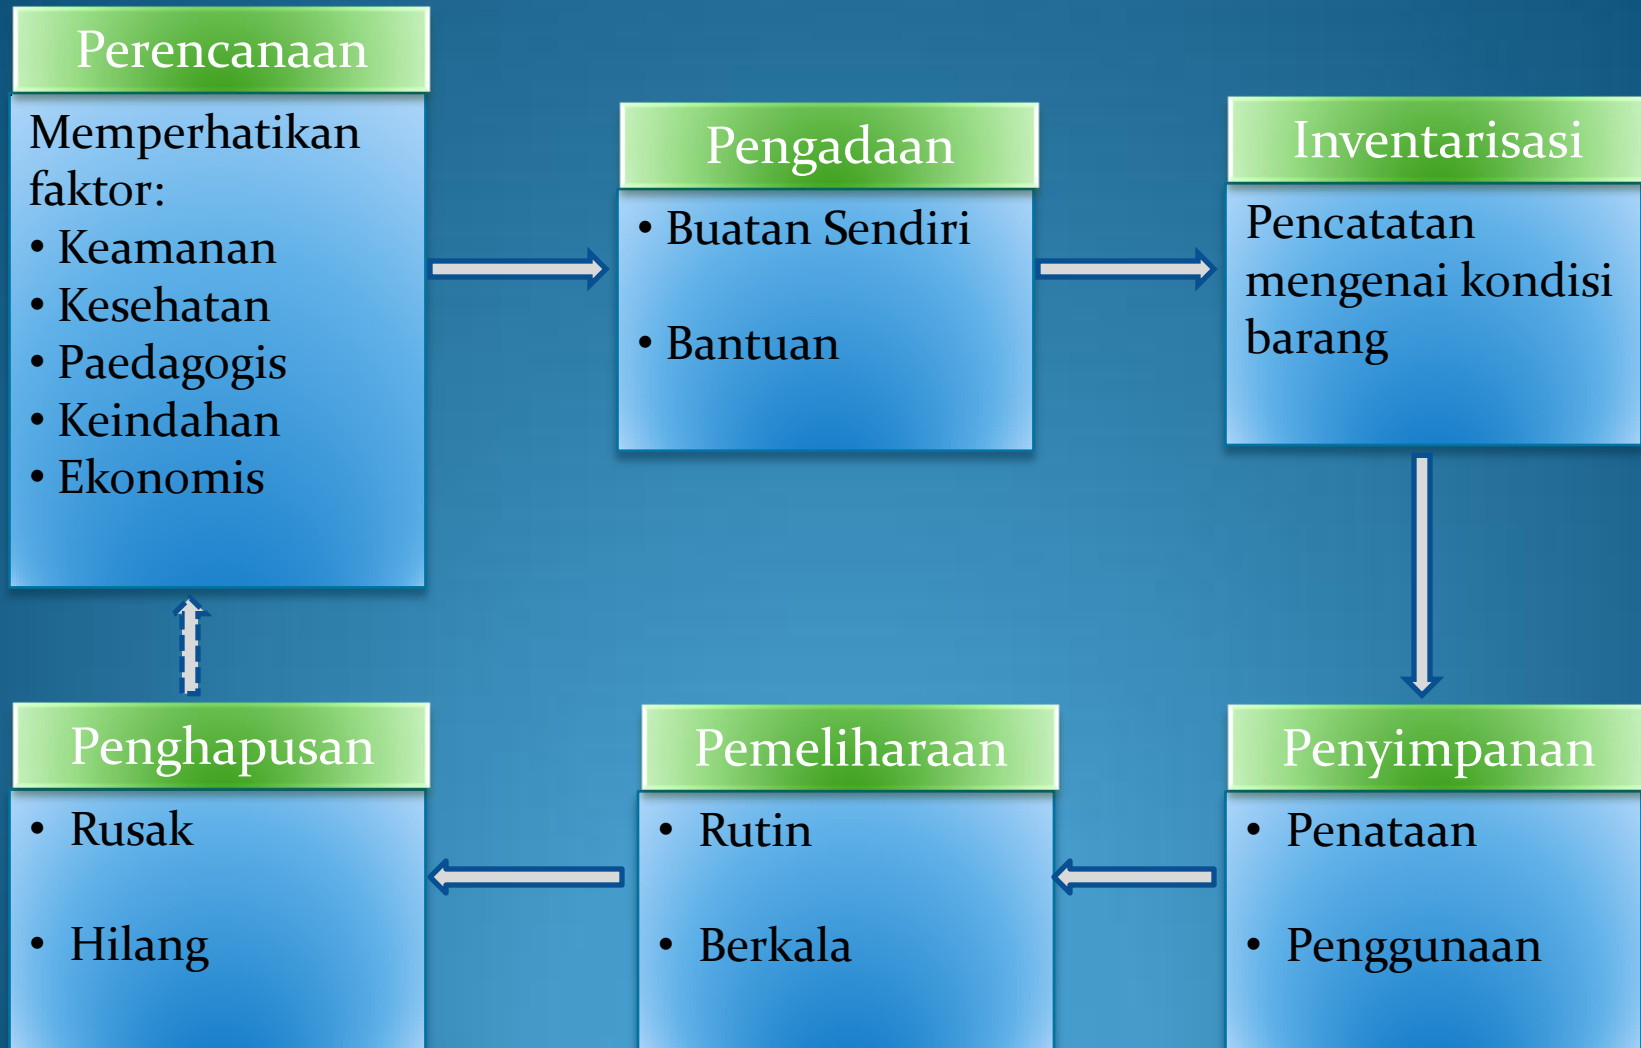 Perencanaan
Memperhatikan
faktor:
• Keamanan
• Kesehatan
• Paedagogis
• Keindahan
• Ekonomis
Pengadaan
• Buatan Sendiri
• Bantuan
Inventarisasi
Pencatatan
mengenai kondisi
barang
Penyimpanan
• Penataan
• Penggunaan
Pemeliharaan
• Rutin
• Berkala
Penghapusan
• Rusak
• Hilang